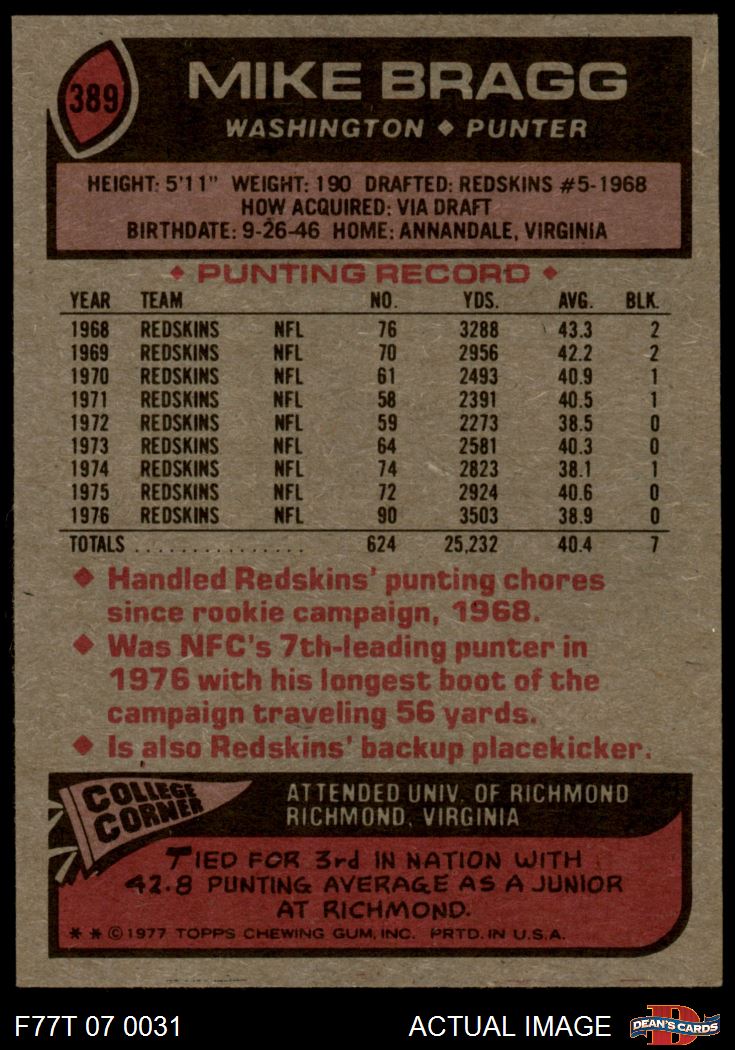 389
MIKE BRAGG
WASHINGTON ◆ PUNTER
HEIGHT: 5'11" WEIGHT: 190 DRAFTED: REDSKINS #5-1968
HOW ACQUIRED: VIA DRAFT
BIRTHDATE: 9-26-46 HOME: ANNANDALE, VIRGINIA
◆ PUNTING RECORD ◆
YEAR TEAM NO. YDS. AVG. BLK.
1968 REDSKINS NFL 76 3288 43.3 2
1969 REDSKINS NFL 70 2956 42.2 2
1970 REDSKINS NFL 61 2493 40.9 1
1971 REDSKINS NFL 58 2391 40.5 1
1972 REDSKINS NFL 59 2273 38.5 0
1973 REDSKINS NFL 64 2581 40.3 0
1974 REDSKINS NFL 74 2823 38.1 1
1975 REDSKINS NFL 72 2924 40.6 0
1976 REDSKINS NFL 90 3503 38.9 0
TOTALS ................ 624 25,232 40.4 7
◆ Handled Redskins' punting chores
since rookie campaign, 1968.
◆ Was NFC's 7th-leading punter in
1976 with his longest boot of the
campaign traveling 56 yards.
◆ Is also Redskins' backup placekicker.
COLLEGE
CORNER
ATTENDED UNIV. OF RICHMOND
RICHMOND, VIRGINIA
TIED FOR 3rd IN NATION WITH
42.8 PUNTING AVERAGE AS A JUNIOR
AT RICHMOND.
* * © 1977 TOPPS CHEWING GUM, INC. PRTD. IN U.S.A.
F77T 07 0031 ACTUAL IMAGE
D
DEAN'S CARDS